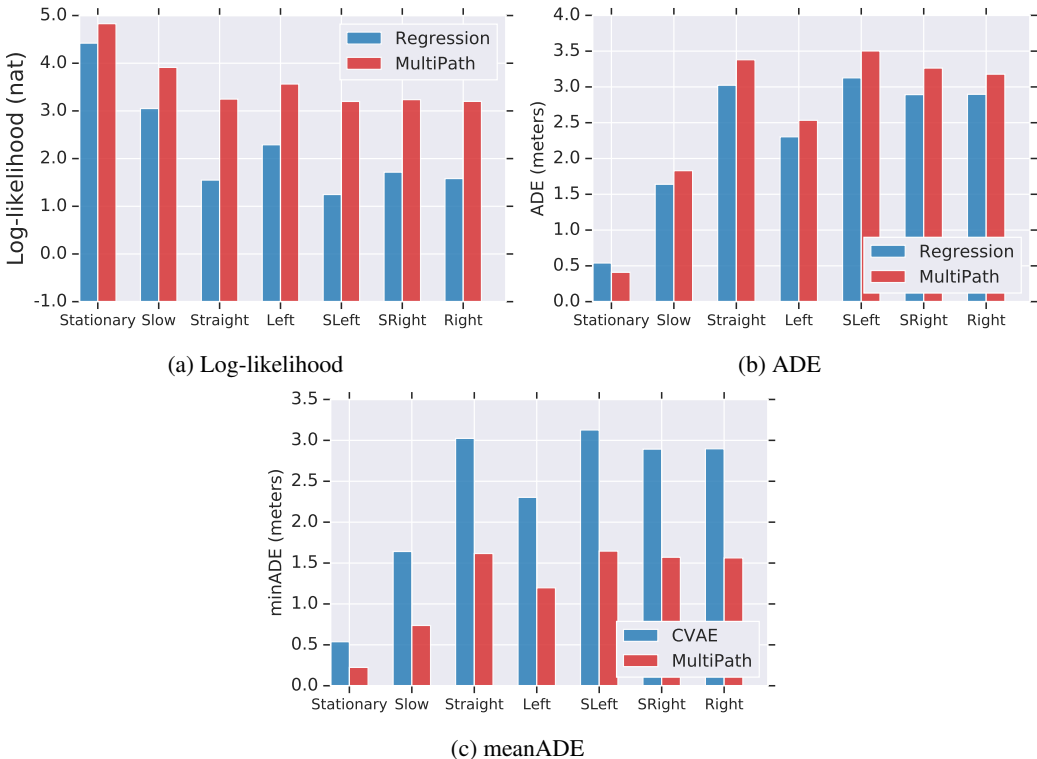 5.0
4.0
3.0
2.0
1.0
0.0
-1.0
Log-likelihood (nat)
Regression
MultiPath
Stationary Slow Straight Left SLeft SRight Right
(a) Log-likelihood
4.0
3.5
3.0
2.5
2.0
1.5
1.0
0.5
0.0
ADE (meters)
Regression
MultiPath
Stationary Slow Straight Left SLeft SRight Right
(b) ADE
3.5
3.0
2.5
2.0
1.5
1.0
0.5
0.0
minADE (meters)
CVAE
MultiPath
Stationary Slow Straight Left SLeft SRight Right
(c) meanADE